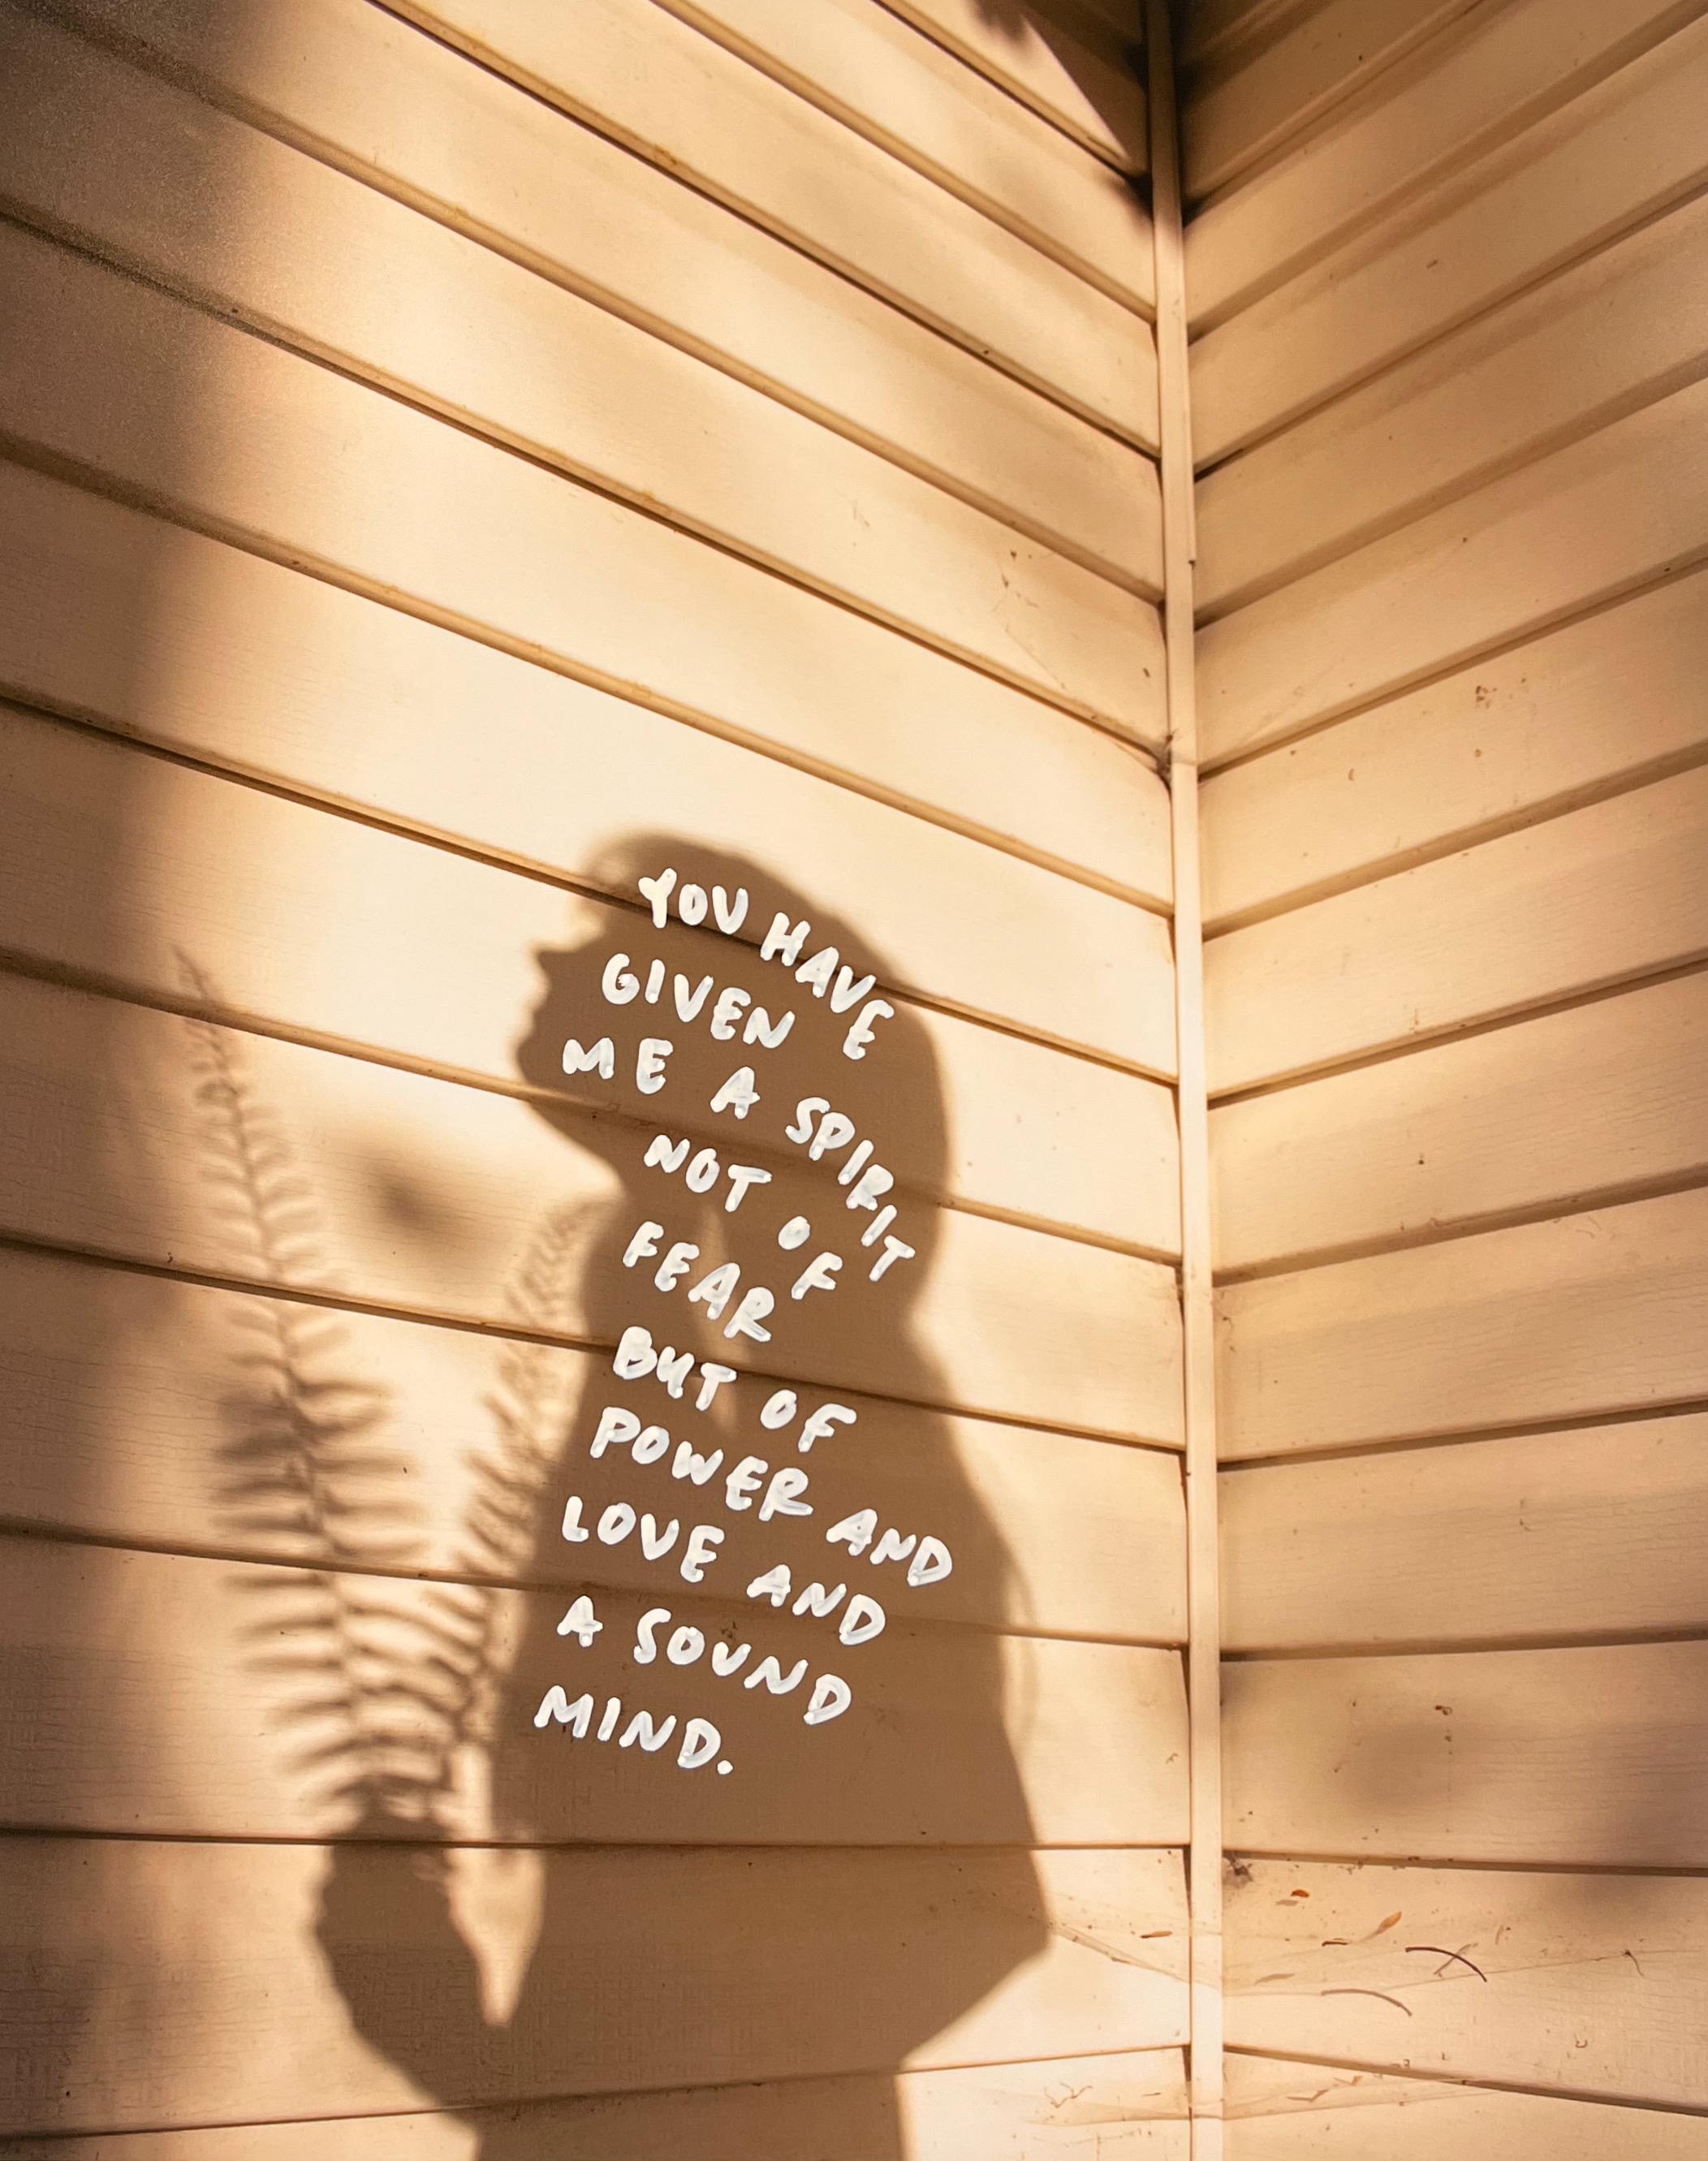 YOU HAVE
GIVEN
ME A SPIRIT
NOT OF
FEAR
BUT OF
POWER AND
LOVE AND
A SOUND
MIND.